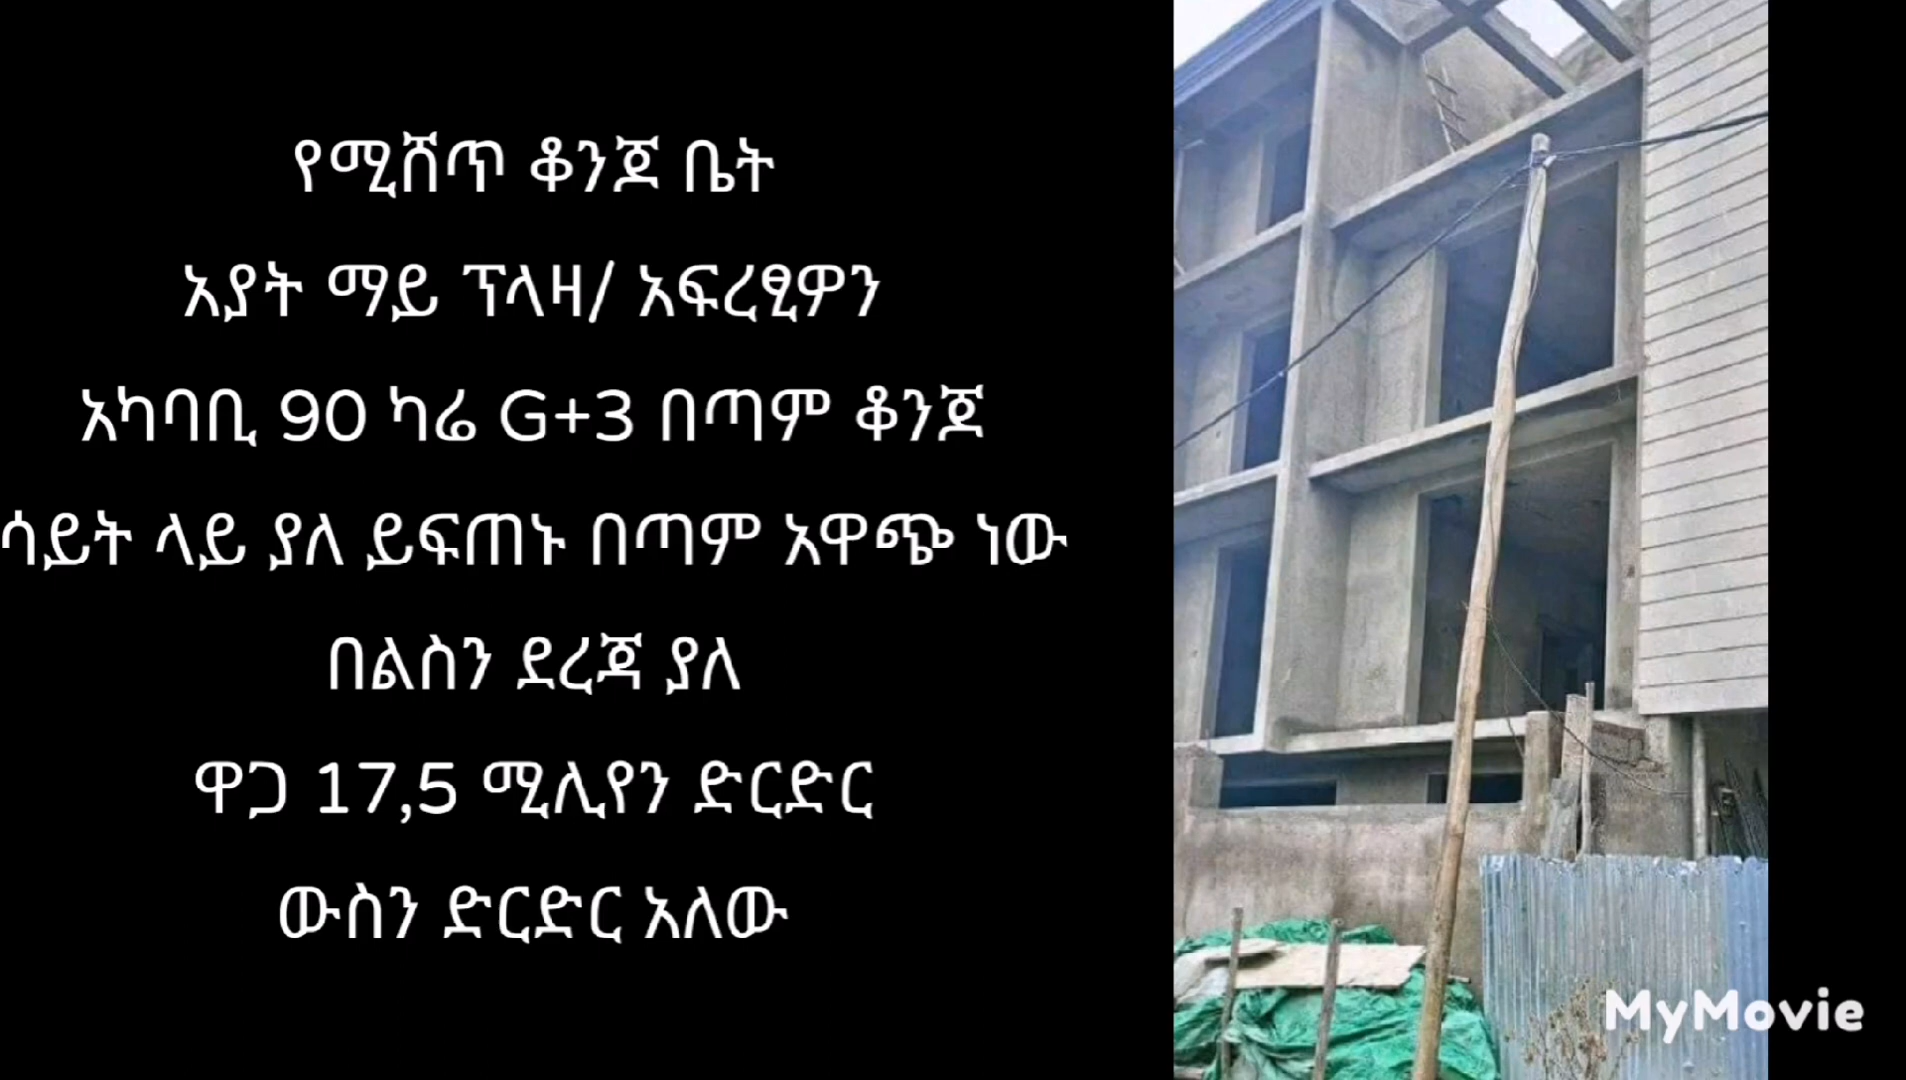 የሚሸጥ ቆንጆ ቤት
አያት ማይ ፕላዛ/ አፍረፂዎን
አካባቢ 90 ካሬ G+3 በጣም ቆንጆ
ሳይት ላይ ያለ ይፍጠኑ በጣም አዋጭ ነው
በልስን ደረጃ ያለ
ዋጋ 17,5 ሚሊየን ድርድር
ውስን ድርድር አለው
MyMovie